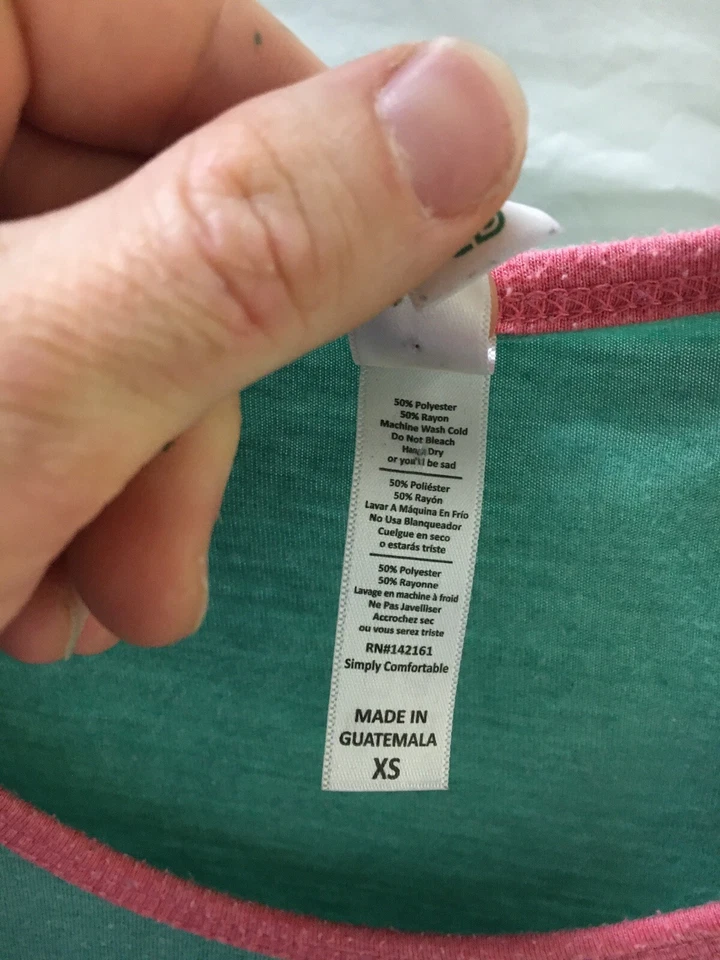 50% Polyester
50% Rayon
Machine Wash Cold
Do Not Bleach
Hang Dry
or you'll be sad
50% Poliéster
50% Rayón
Lavar A Máquina En Frío
No Usa Blanqueador
Cuelgue en seco
o estarás triste
50% Polyester
50% Rayonne
Lavage en machine à froid
Ne Pas Javelliser
Accrochez sec
ou vous serez triste
RN#142161
Simply Comfortable
MADE IN
GUATEMALA
XS